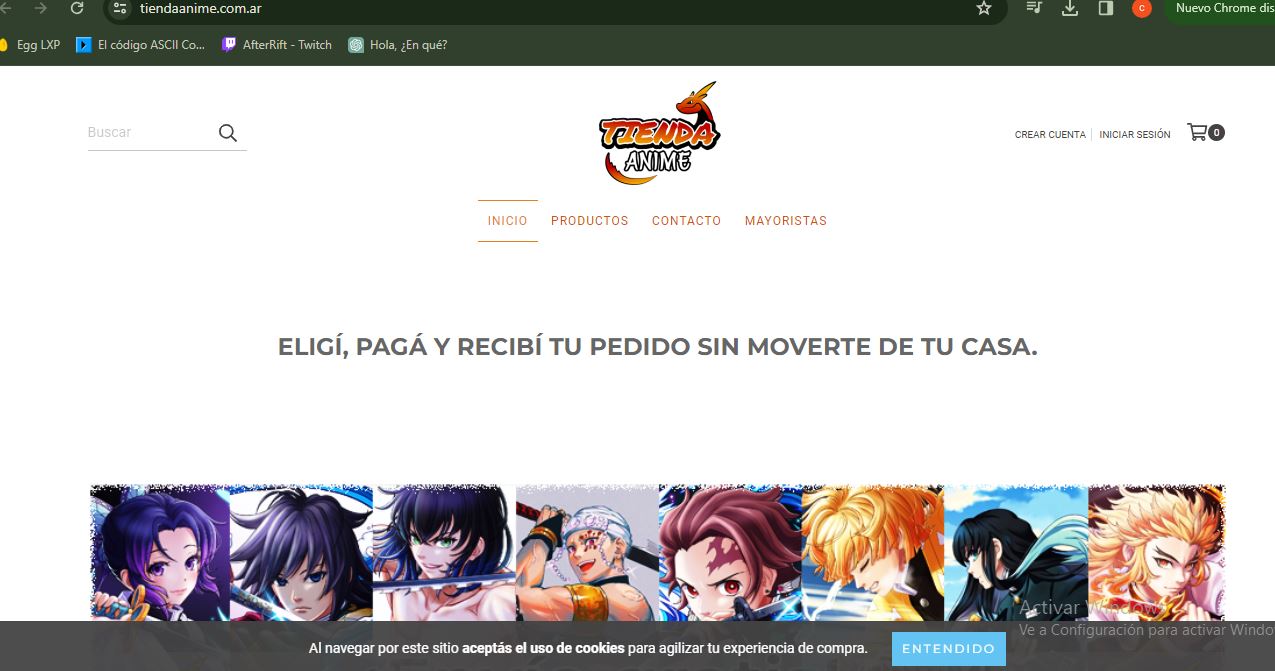 tiendaanime.com.ar
Nuevo Chrome dis
Egg LXP
El código ASCII Co...
AfterRift - Twitch
Hola, ¿En qué?
Buscar
TIENDA
ANIME
CREAR CUENTA
INICIAR SESIÓN
0
INICIO
PRODUCTOS
CONTACTO
MAYORISTAS
ELIGÍ, PAGÁ Y RECIBÍ TU PEDIDO SIN MOVERTE DE TU CASA.
Activar Windows
Ve a Configuración para activar Windo
Al navegar por este sitio aceptás el uso de cookies para agilizar tu experiencia de compra.
ENTENDIDO